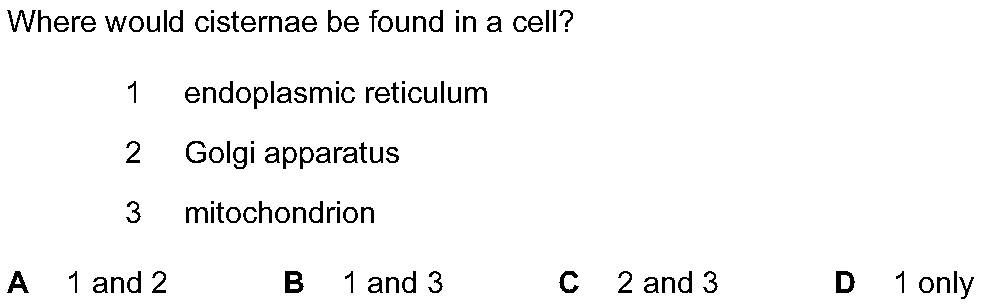 Where would cisternae be found in a cell?
1 endoplasmic reticulum
2 Golgi apparatus
3 mitochondrion
A 1 and 2 B 1 and 3 C 2 and 3 D 1 only